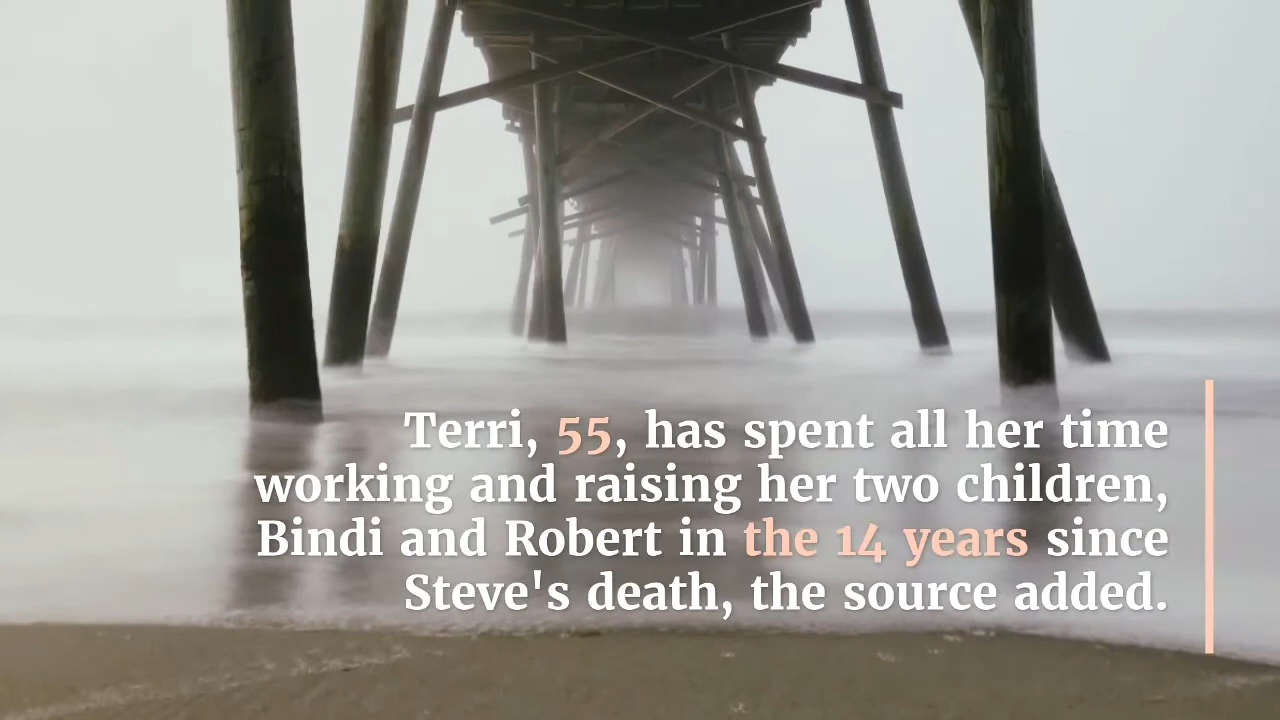 Terri, 55, has spent all her time
working and raising her two children,
Bindi and Robert in the 14 years since
Steve's death, the source added.